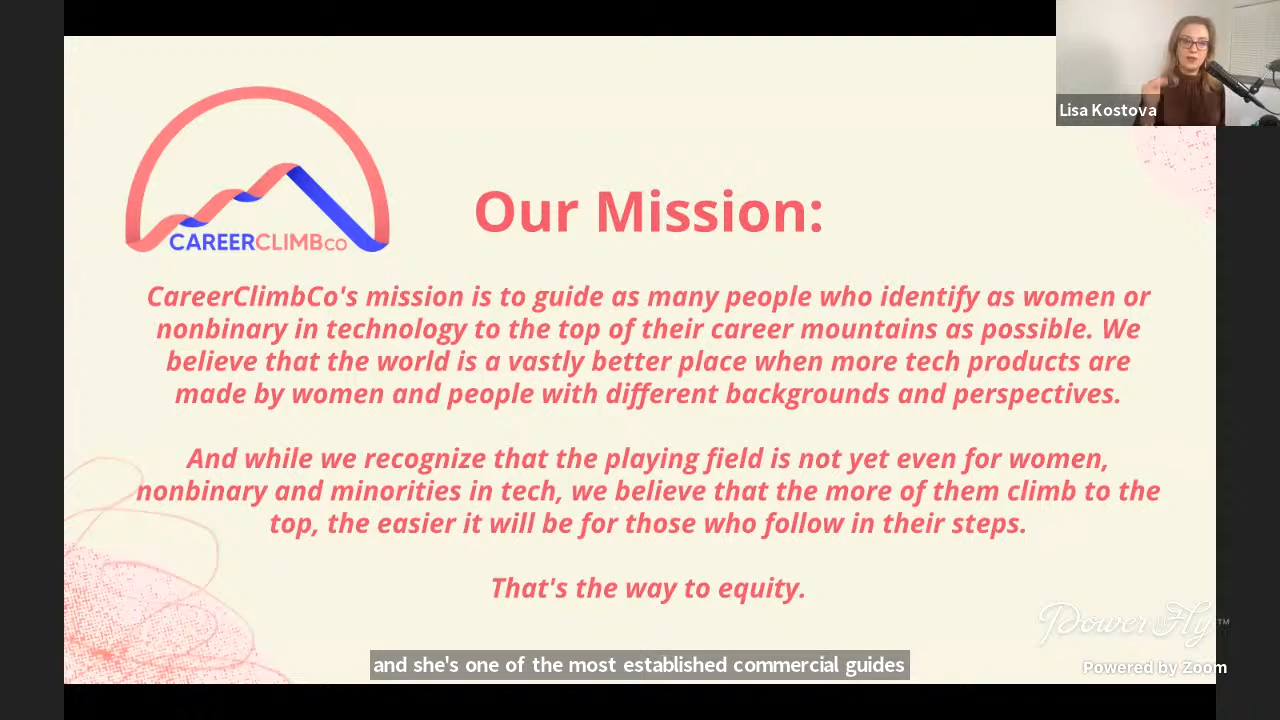 Lisa Kostova
CAREERCLIMBCO
Our Mission:
CareerClimbCo's mission is to guide as many people who identify as women or
nonbinary in technology to the top of their career mountains as possible. We
believe that the world is a vastly better place when more tech products are
made by women and people with different backgrounds and perspectives.
And while we recognize that the playing field is not yet even for women,
nonbinary and minorities in tech, we believe that the more of them climb to the
top, the easier it will be for those who follow in their steps.
That's the way to equity.
PowerToFly™
and she's one of the most established commercial guides
Powered by Zoom